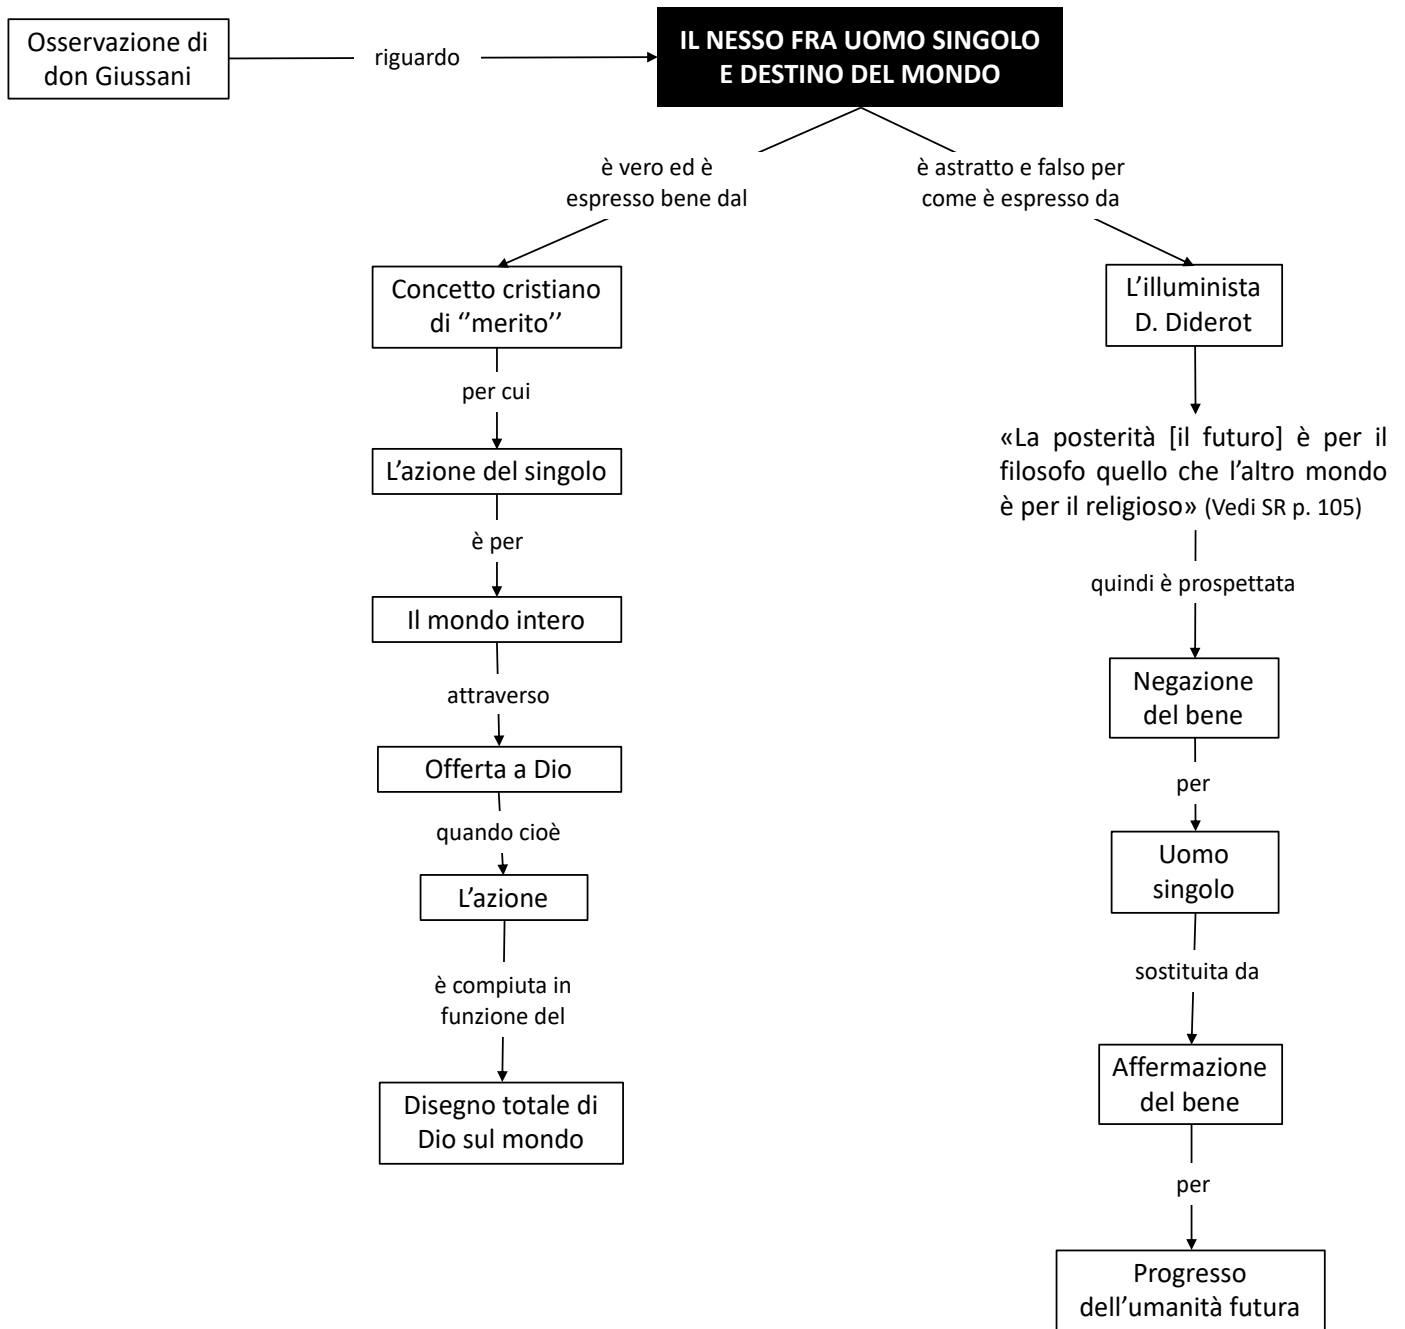 Osservazione di
don Giussani
riguardo
IL NESSO FRA UOMO SINGOLO
E DESTINO DEL MONDO
è vero ed è
espresso bene dal
Concetto cristiano
di ‘’merito’’
per cui
L’azione del singolo
è per
Il mondo intero
attraverso
Offerta a Dio
quando cioè
L’azione
è compiuta in
funzione del
Disegno totale di
Dio sul mondo
è astratto e falso per
come è espresso da
L’illuminista
D. Diderot
«La posterità [il futuro] è per il
filosofo quello che l’altro mondo
è per il religioso» (Vedi SR p. 105)
quindi è prospettata
Negazione
del bene
per
Uomo
singolo
sostituita da
Affermazione
del bene
per
Progresso
dell’umanità futura